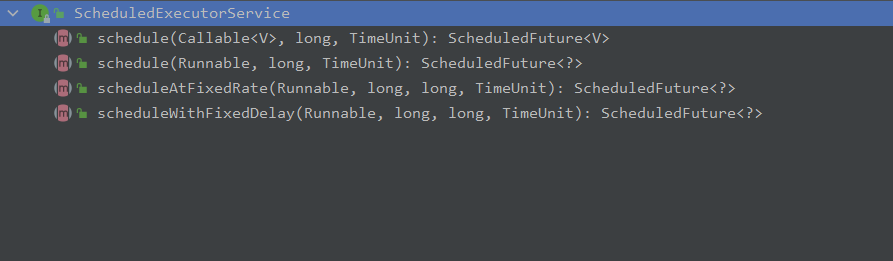 ScheduledExecutorService
schedule(Callable<V>, long, TimeUnit): ScheduledFuture<V>
schedule(Runnable, long, TimeUnit): ScheduledFuture<?>
scheduleAtFixedRate(Runnable, long, long, TimeUnit): ScheduledFuture<?>
scheduleWithFixedDelay(Runnable, long, long, TimeUnit): ScheduledFuture<?>